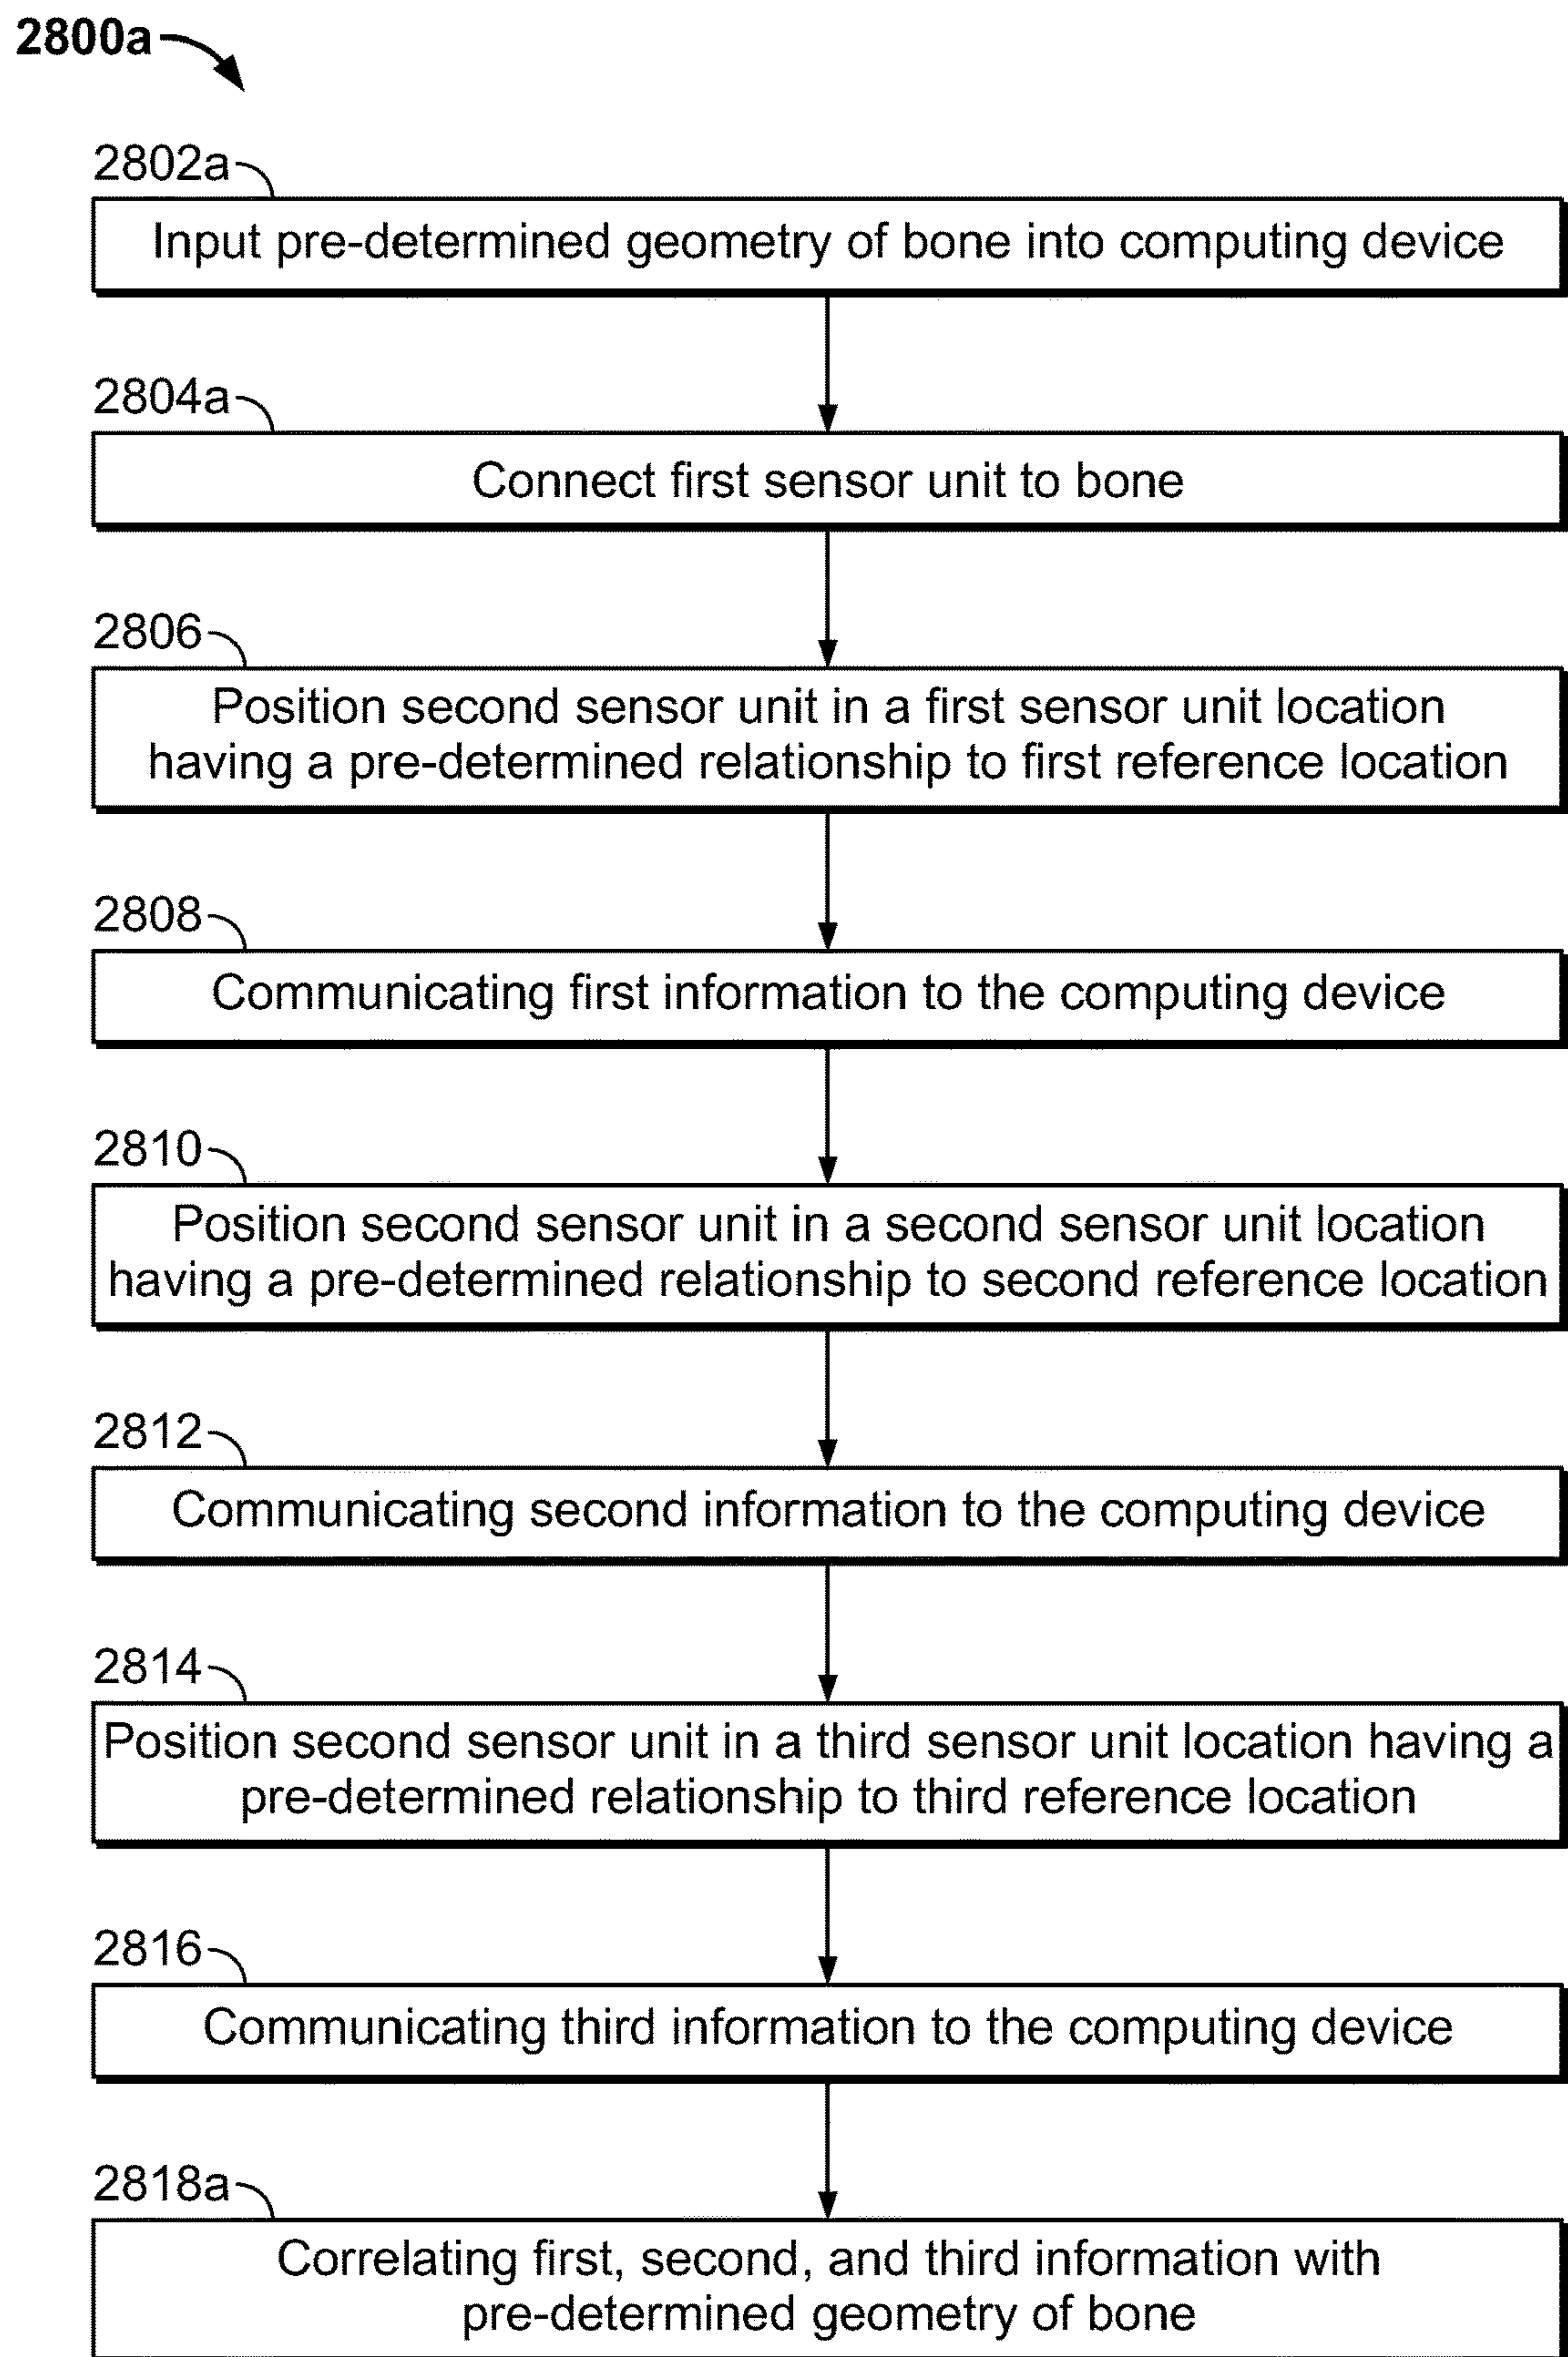 2800a
2802a
Input pre-determined geometry of bone into computing device
2804a
Connect first sensor unit to bone
2806
Position second sensor unit in a first sensor unit location
having a pre-determined relationship to first reference location
2808
Communicating first information to the computing device
2810
Position second sensor unit in a second sensor unit location
having a pre-determined relationship to second reference location
2812
Communicating second information to the computing device
2814
Position second sensor unit in a third sensor unit location having a
pre-determined relationship to third reference location
2816
Communicating third information to the computing device
2818a
Correlating first, second, and third information with
pre-determined geometry of bone